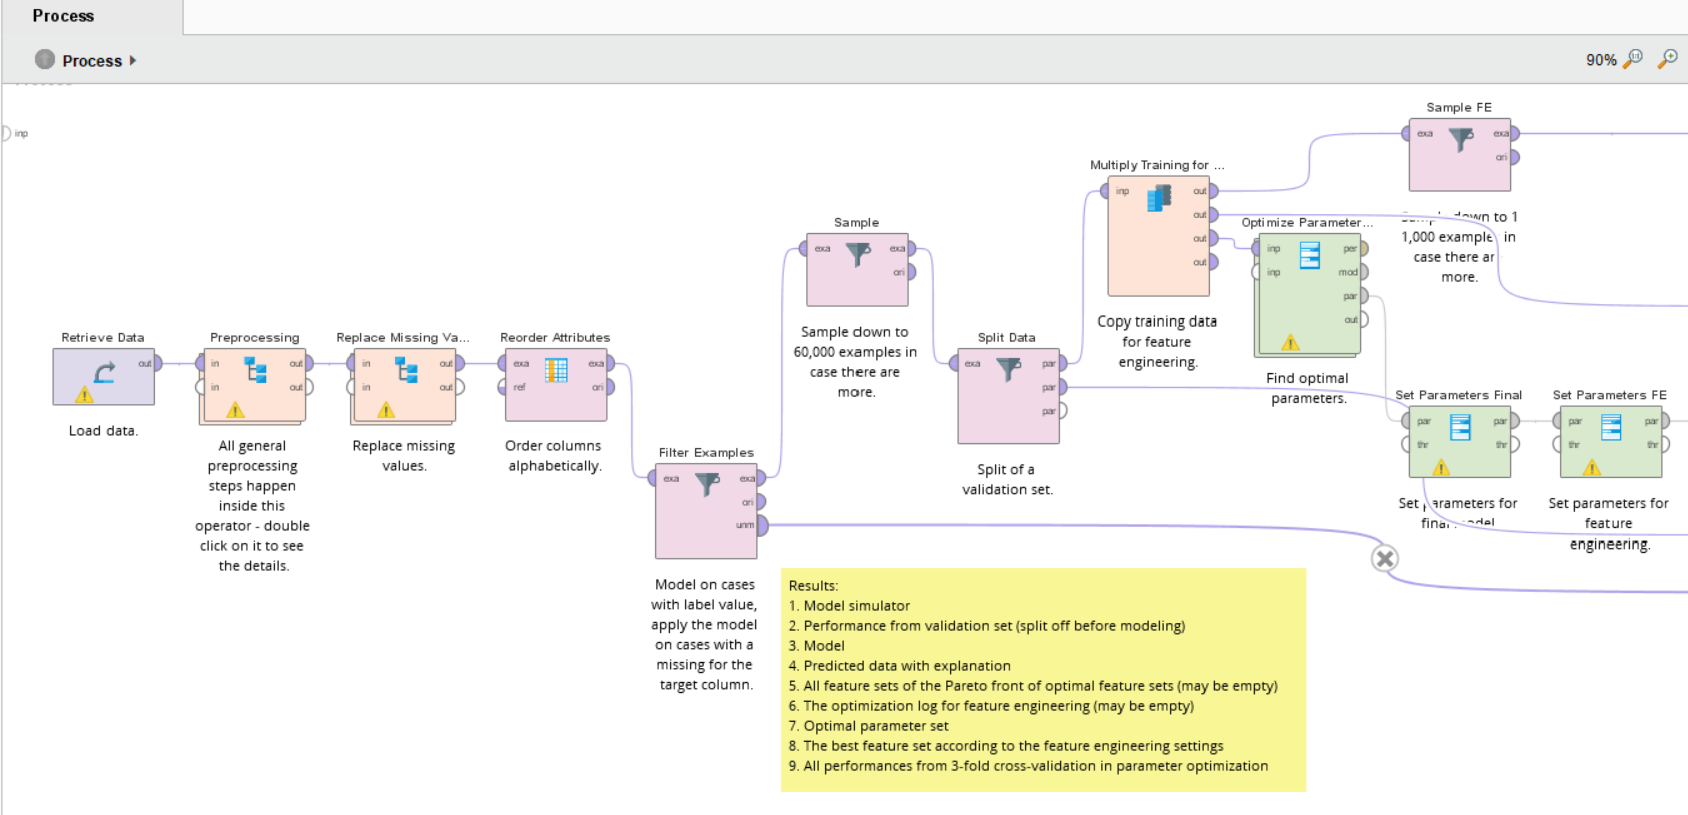 Process
Process
90%
inp
Sample FE
exa
exa
ori
down to 1
1,000 example in
case there ar
more.
Multiply Training for ...
inp
out
out
out
out
Copy training data
for feature
engineering.
Optimize Parameter...
inp
inp
per
mod
par
out
Find optimal
parameters.
Sample
exa
exa
ori
Sample down to
60,000 examples in
case there are
more.
Retrieve Data
out
Load data.
Preprocessing
in
in
out
out
All general
preprocessing
steps happen
inside this
operator - double
click on it to see
the details.
Replace Missing Va...
in
in
out
out
Replace missing
values.
Reorder Attributes
exa
ref
exa
ori
Order columns
alphabetically.
Split Data
exa
par
par
par
Split of a
validation set.
Set Parameters Final
par
thr
par
thr
Set parameters for
final model
Set Parameters FE
par
thr
par
thr
Set parameters for
feature
engineering.
Filter Examples
exa
exa
ori
unm
Model on cases
with label value,
apply the model
on cases with a
missing for the
target column.
Results:
1. Model simulator
2. Performance from validation set (split off before modeling)
3. Model
4. Predicted data with explanation
5. All feature sets of the Pareto front of optimal feature sets (may be empty)
6. The optimization log for feature engineering (may be empty)
7. Optimal parameter set
8. The best feature set according to the feature engineering settings
9. All performances from 3-fold cross-validation in parameter optimization